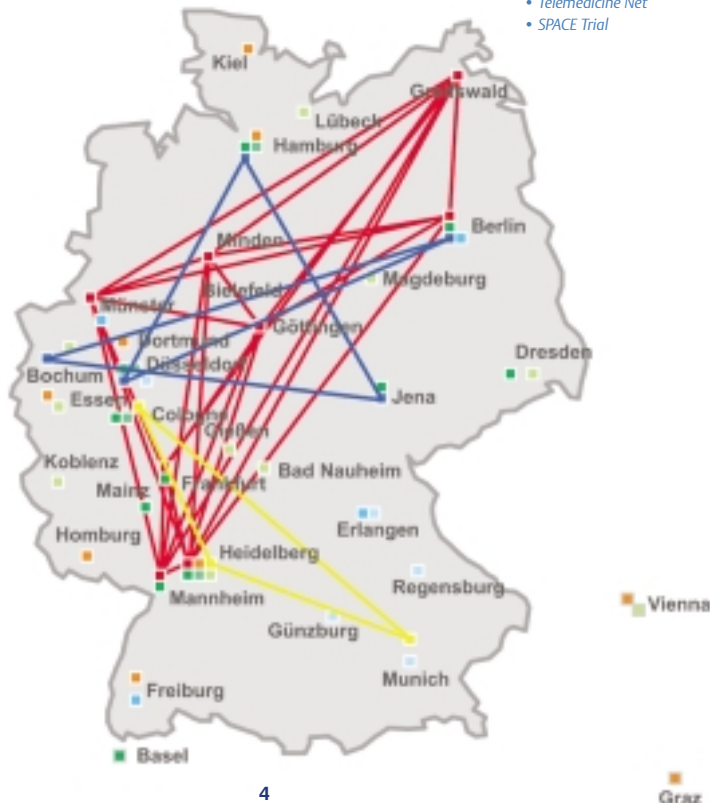 • Telemedicine Net
• SPACE Trial
Kiel
Greifswald
Lübeck
Hamburg
Berlin
Minden
Magdeburg
Bielefeld
Münster
Göttingen
Dortmund
Dresden
Düsseldorf
Bochum
Essen
Jena
Cologne
Gießen
Koblenz
Bad Nauheim
Frankfurt
Mainz
Erlangen
Homburg
Heidelberg
Regensburg
Mannheim
Vienna
Günzburg
Munich
Freiburg
Basel
4
Graz